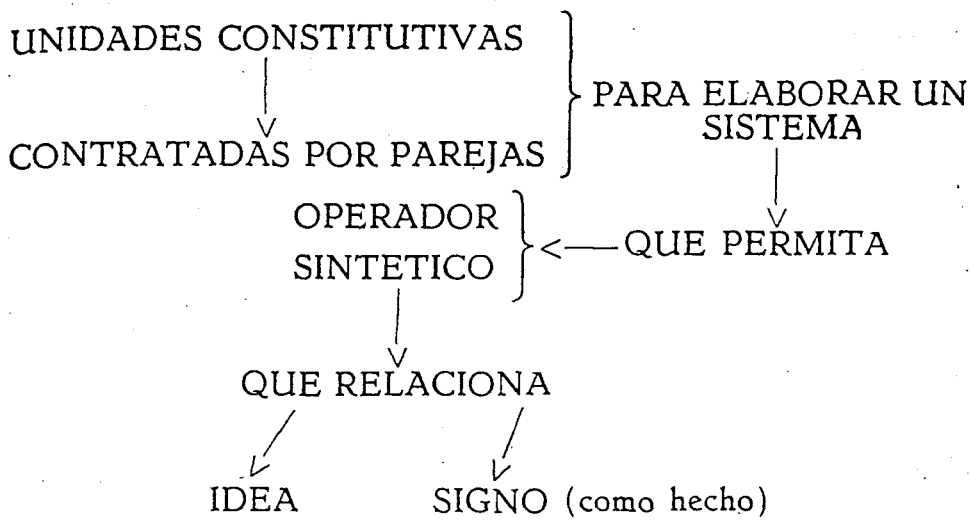 UNIDADES CONSTITUTIVAS
CONTRATADAS POR PAREJAS
PARA ELABORAR UN
SISTEMA
QUE PERMITA
OPERADOR
SINTETICO
QUE RELACIONA
IDEA
SIGNO (como hecho)